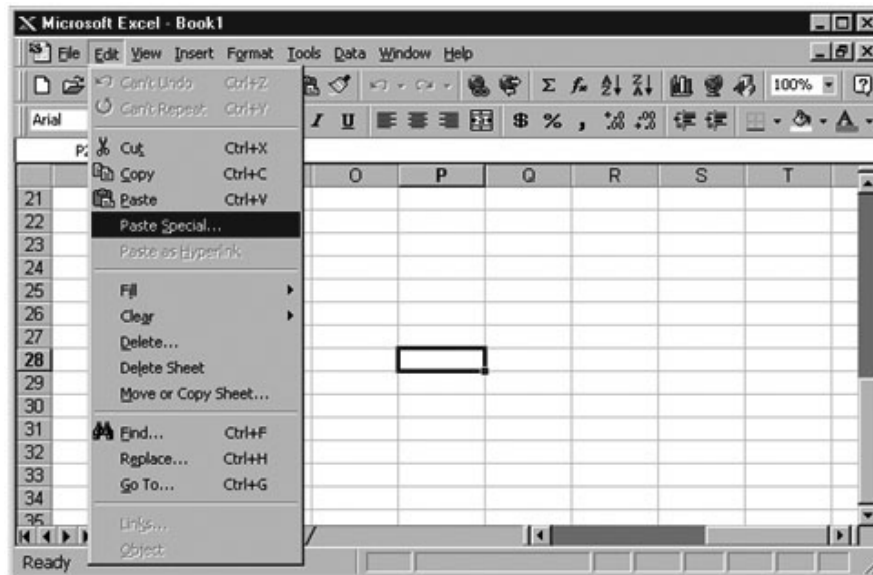 Microsoft Excel - Book1
File Edit View Insert Format Tools Data Window Help
100%
Arial
Can't Undo Ctrl+Z
Can't Repeat Ctrl+Y
Cut Ctrl+X
Copy Ctrl+C
Paste Ctrl+V
Paste Special...
Paste as Hyperlink
Fill
Clear
Delete...
Delete Sheet
Move or Copy Sheet...
Find... Ctrl+F
Replace... Ctrl+H
Go To... Ctrl+G
Links...
Object
O P Q R S T
21
22
23
24
25
26
27
28
29
30
31
32
33
34
35
Ready